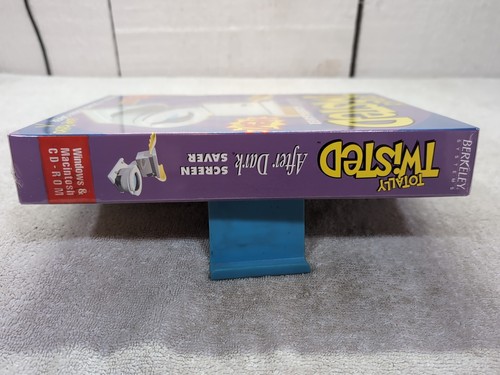 BERKELEY
SYSTEMS
TOTALLY
TWISTED
After Dark
SCREEN
SAVER
Windows &
Macintosh
CD-ROM